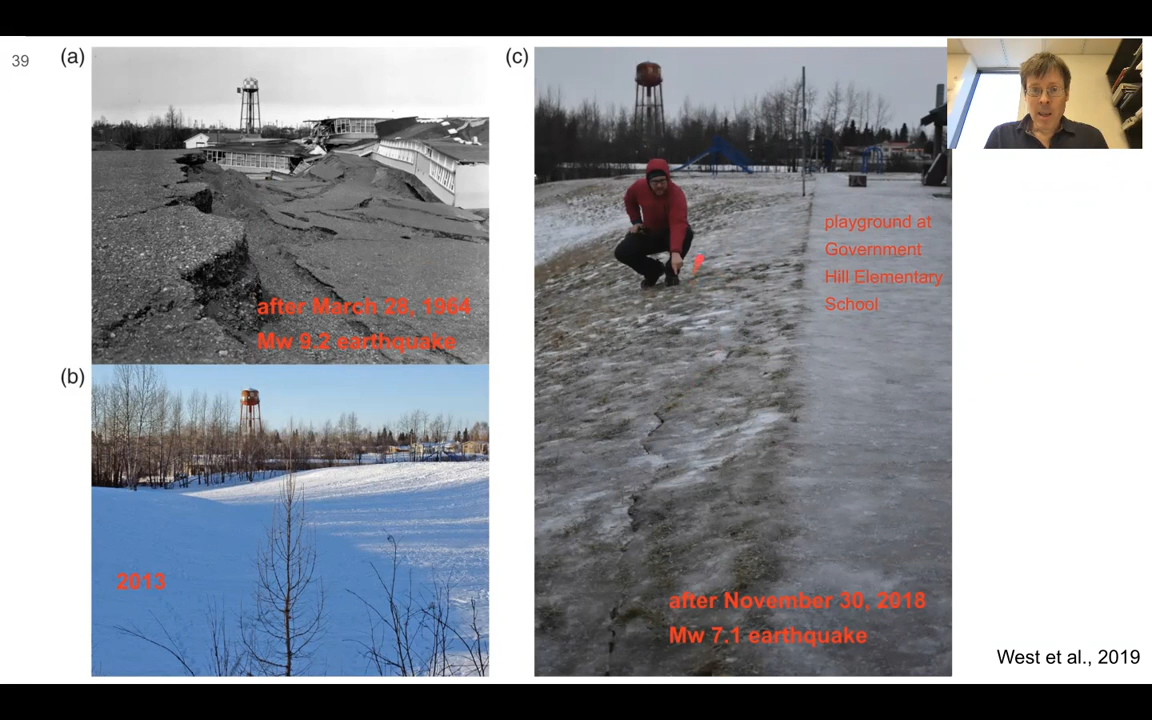 39
(a)
after March 28, 1964
Mw 9.2 earthquake
(b)
2013
(c)
playground at
Government
Hill Elementary
School
after November 30, 2018
Mw 7.1 earthquake
West et al., 2019